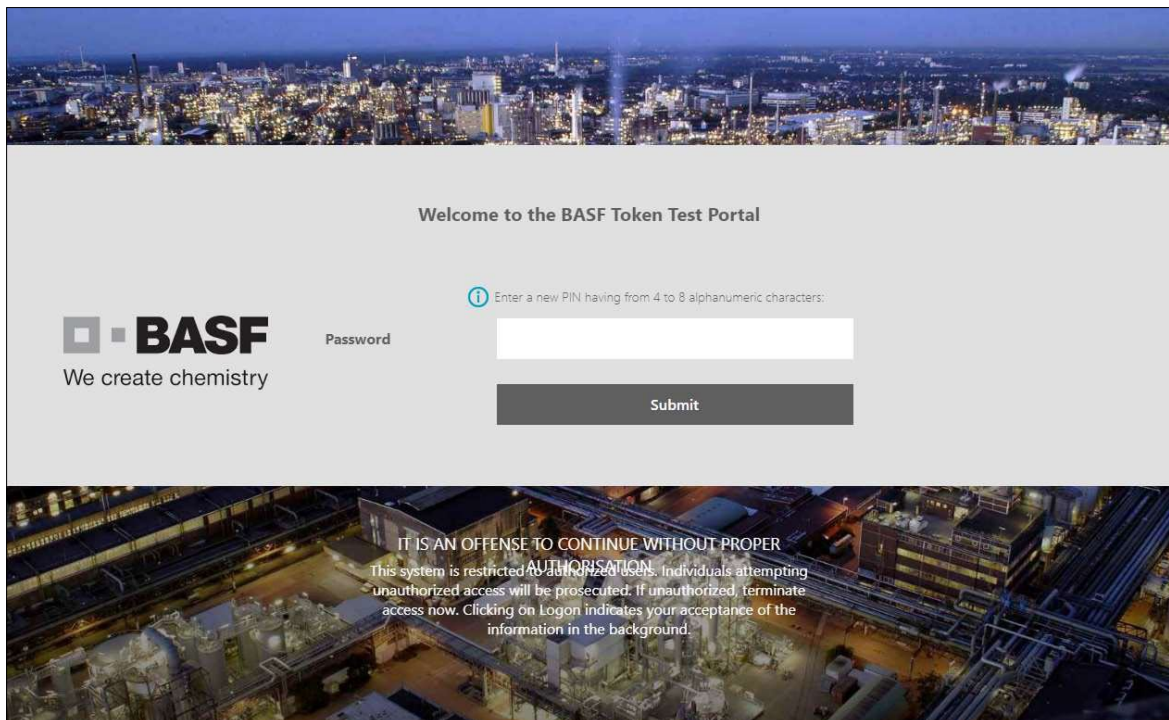 Welcome to the BASF Token Test Portal
Enter a new PIN having from 4 to 8 alphanumeric characters:
BASF
We create chemistry
Password
Submit
IT IS AN OFFENSE TO CONTINUE WITHOUT PROPER
AUTHORISATION
This system is restricted to authorized users. Individuals attempting
unauthorized access will be prosecuted. If unauthorized, terminate
access now. Clicking on Logon indicates your acceptance of the
information in the background.